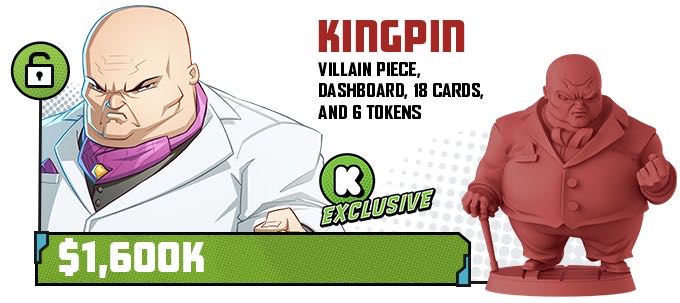 KINGPIN
VILLAIN PIECE,
DASHBOARD, 18 CARDS,
AND 6 TOKENS
K
EXCLUSIVE
$1,600K